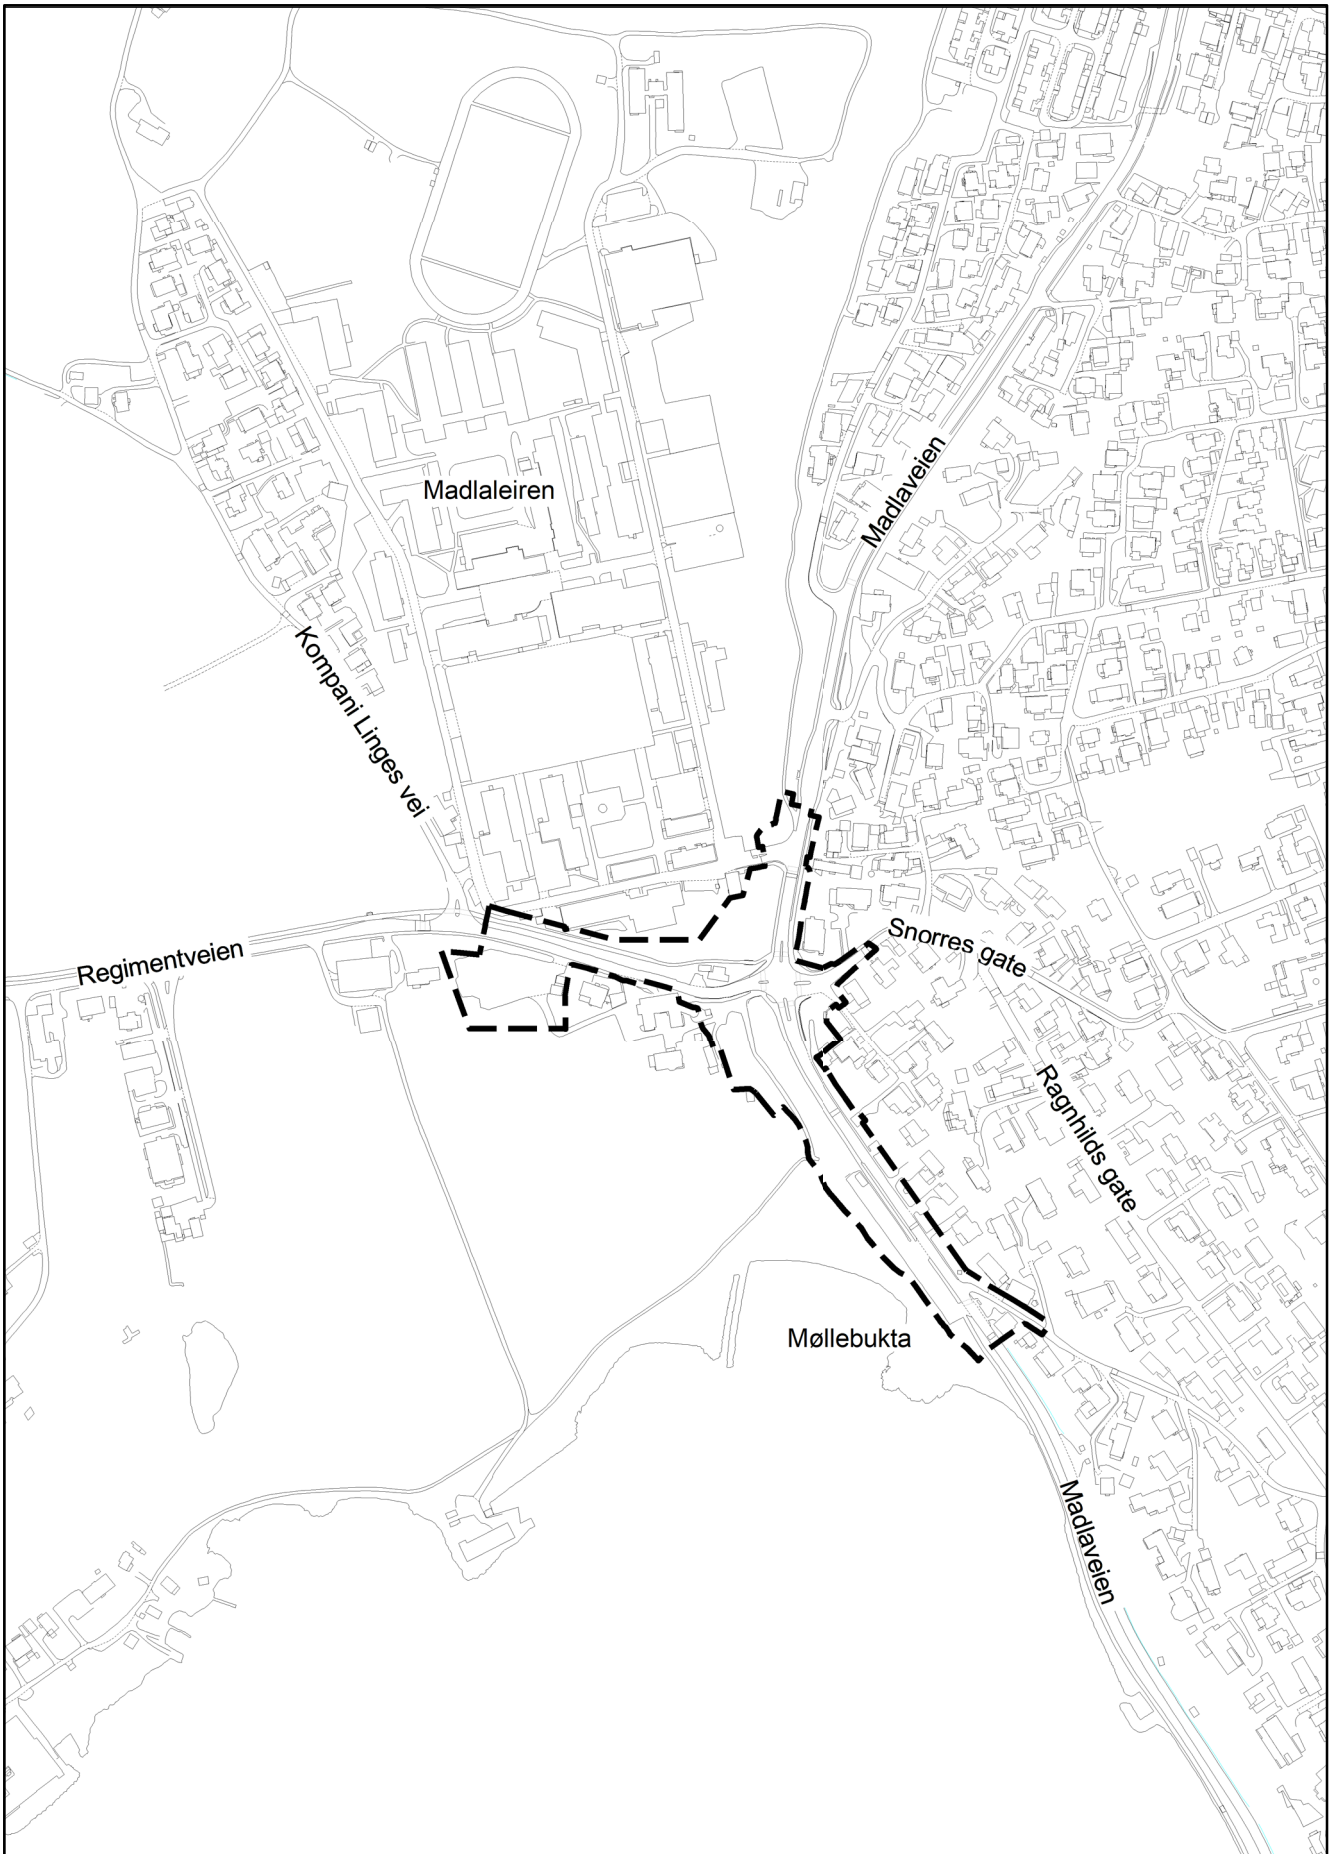 Madlaveien
Madlaleiren
Kompani Linges vei
Regimentveien
Snorres gate
Ragnhilds gate
Møllebukta
Madlaveien